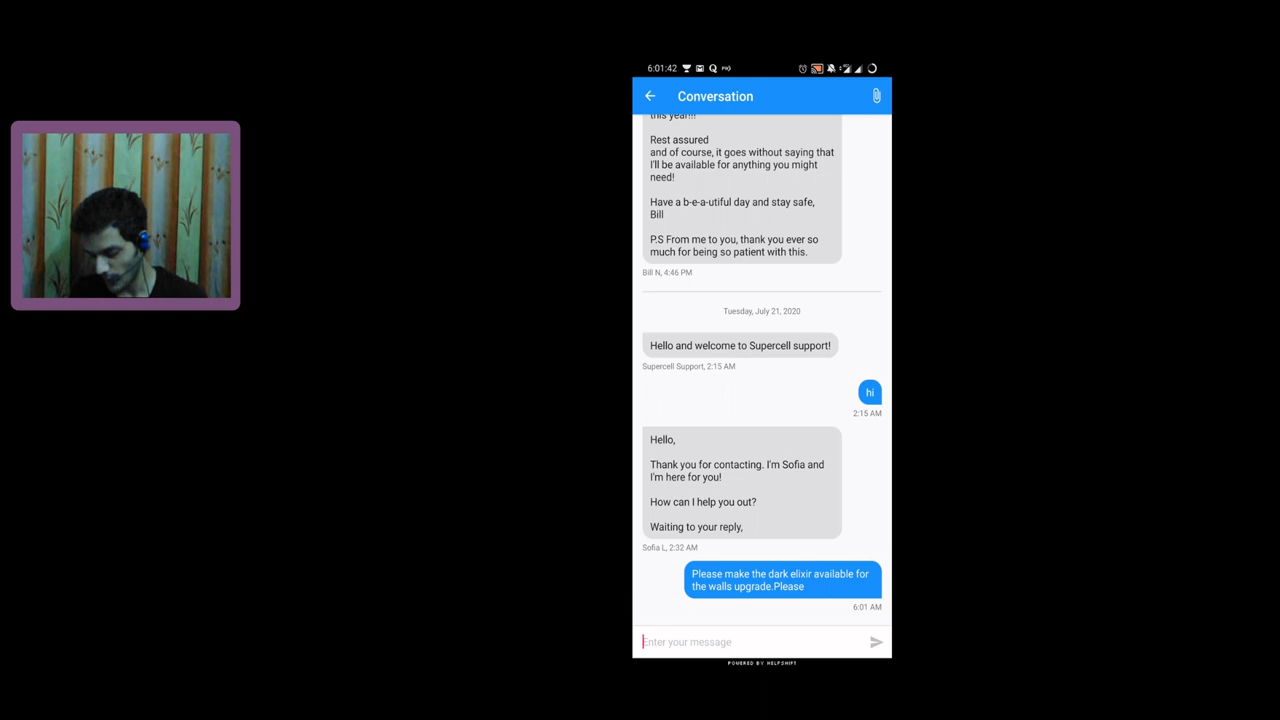 6:01:42
Conversation
this year!!!
Rest assured
and of course, it goes without saying that
I'll be available for anything you might
need!
Have a b-e-a-utiful day and stay safe,
Bill
P.S From me to you, thank you ever so
much for being so patient with this.
Bill N, 4:46 PM
Tuesday, July 21, 2020
Hello and welcome to Supercell support!
Supercell Support, 2:15 AM
hi
2:15 AM
Hello,
Thank you for contacting. I'm Sofia and
I'm here for you!
How can I help you out?
Waiting to your reply,
Sofia L, 2:32 AM
Please make the dark elixir available for
the walls upgrade.Please
6:01 AM
Enter your message
POWERED BY HELPSHIFT